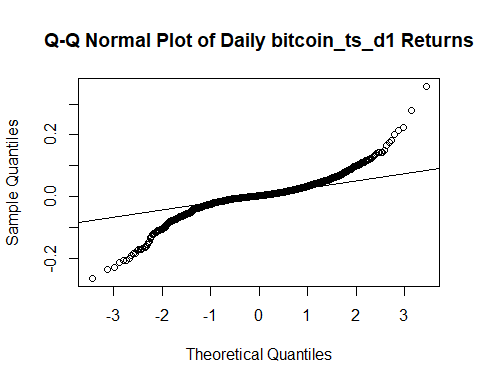 Q-Q Normal Plot of Daily bitcoin_ts_d1 Returns
Sample Quantiles
0.2
0.0
-0.2
-3 -2 -1 0 1 2 3
Theoretical Quantiles